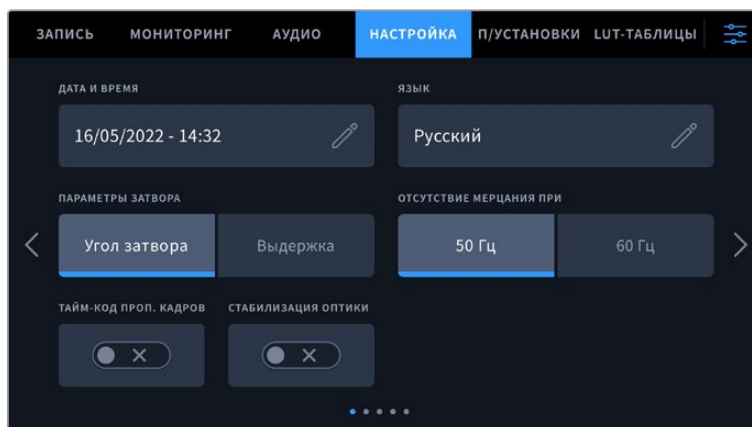 ЗАПИСЬ МОНИТОРИНГ АУДИО НАСТРОЙКА П/УСТАНОВКИ LUT-ТАБЛИЦЫ
ДАТА И ВРЕМЯ ЯЗЫК
16/05/2022 - 14:32 Русский
ПАРАМЕТРЫ ЗАТВОРА ОТСУТСТВИЕ МЕРЦАНИЯ ПРИ
Угол затвора Выдержка 50 Гц 60 Гц
ТАЙМ-КОД ПРОП. КАДРОВ СТАБИЛИЗАЦИЯ ОПТИКИ